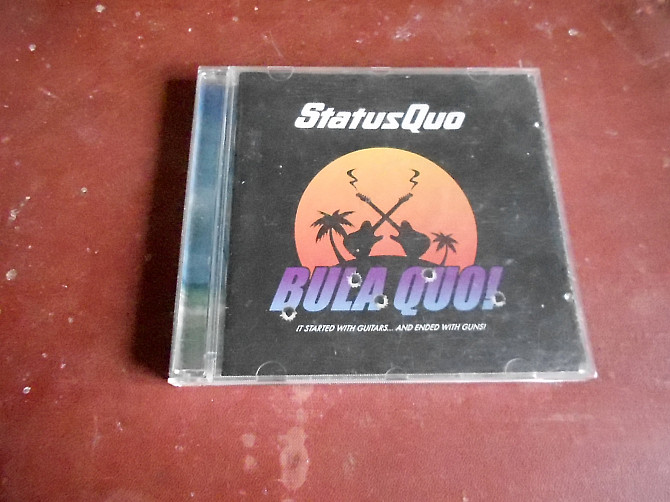 StatusQuo
BULA QUO!
IT STARTED WITH GUITARS... AND ENDED WITH GUNS!